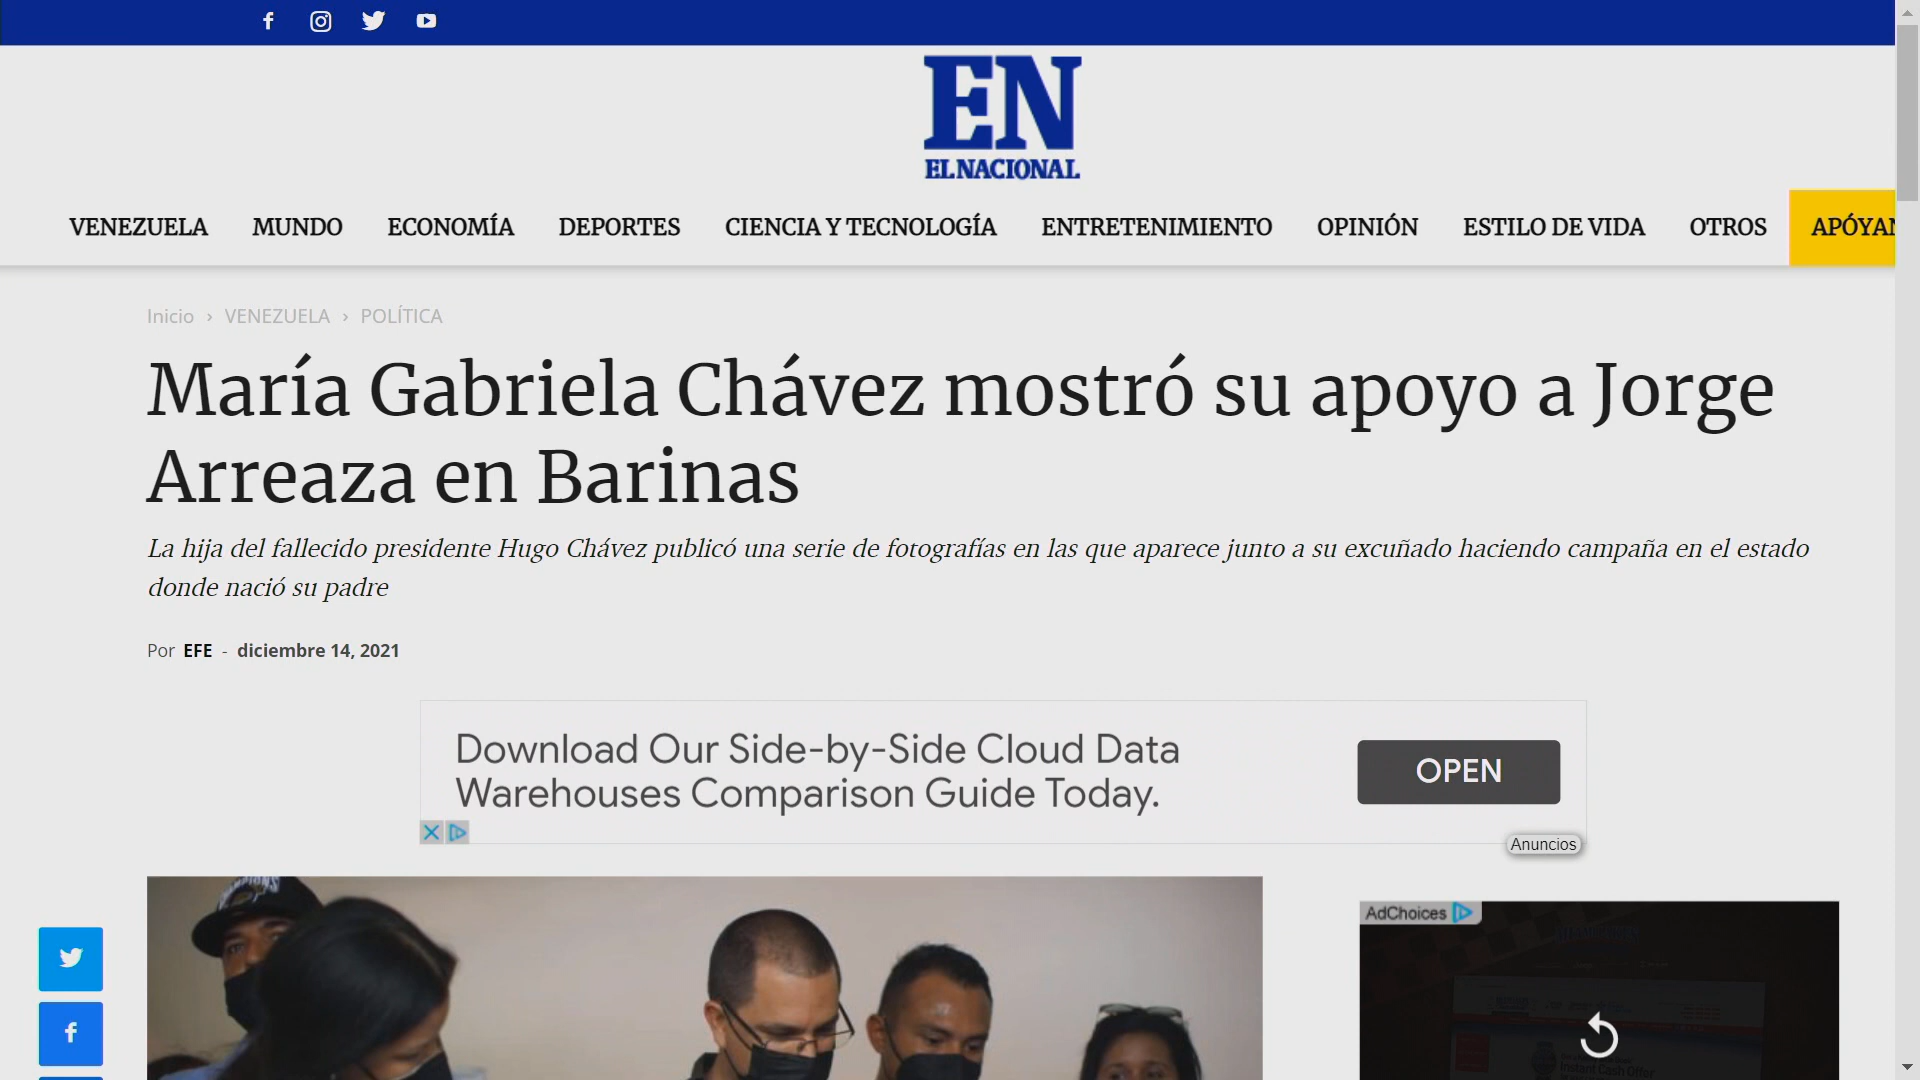 EN
EL NACIONAL
VENEZUELA MUNDO ECONOMÍA DEPORTES CIENCIA Y TECNOLOGÍA ENTRETENIMIENTO OPINIÓN ESTILO DE VIDA OTROS APÓYAN
Inicio › VENEZUELA › POLÍTICA
María Gabriela Chávez mostró su apoyo a Jorge
Arreaza en Barinas
La hija del fallecido presidente Hugo Chávez publicó una serie de fotografías en las que aparece junto a su excuñado haciendo campaña en el estado
donde nació su padre
Por EFE - diciembre 14, 2021
Download Our Side-by-Side Cloud Data
Warehouses Comparison Guide Today.
OPEN
Anuncios
AdChoices
Instant Cash Offer